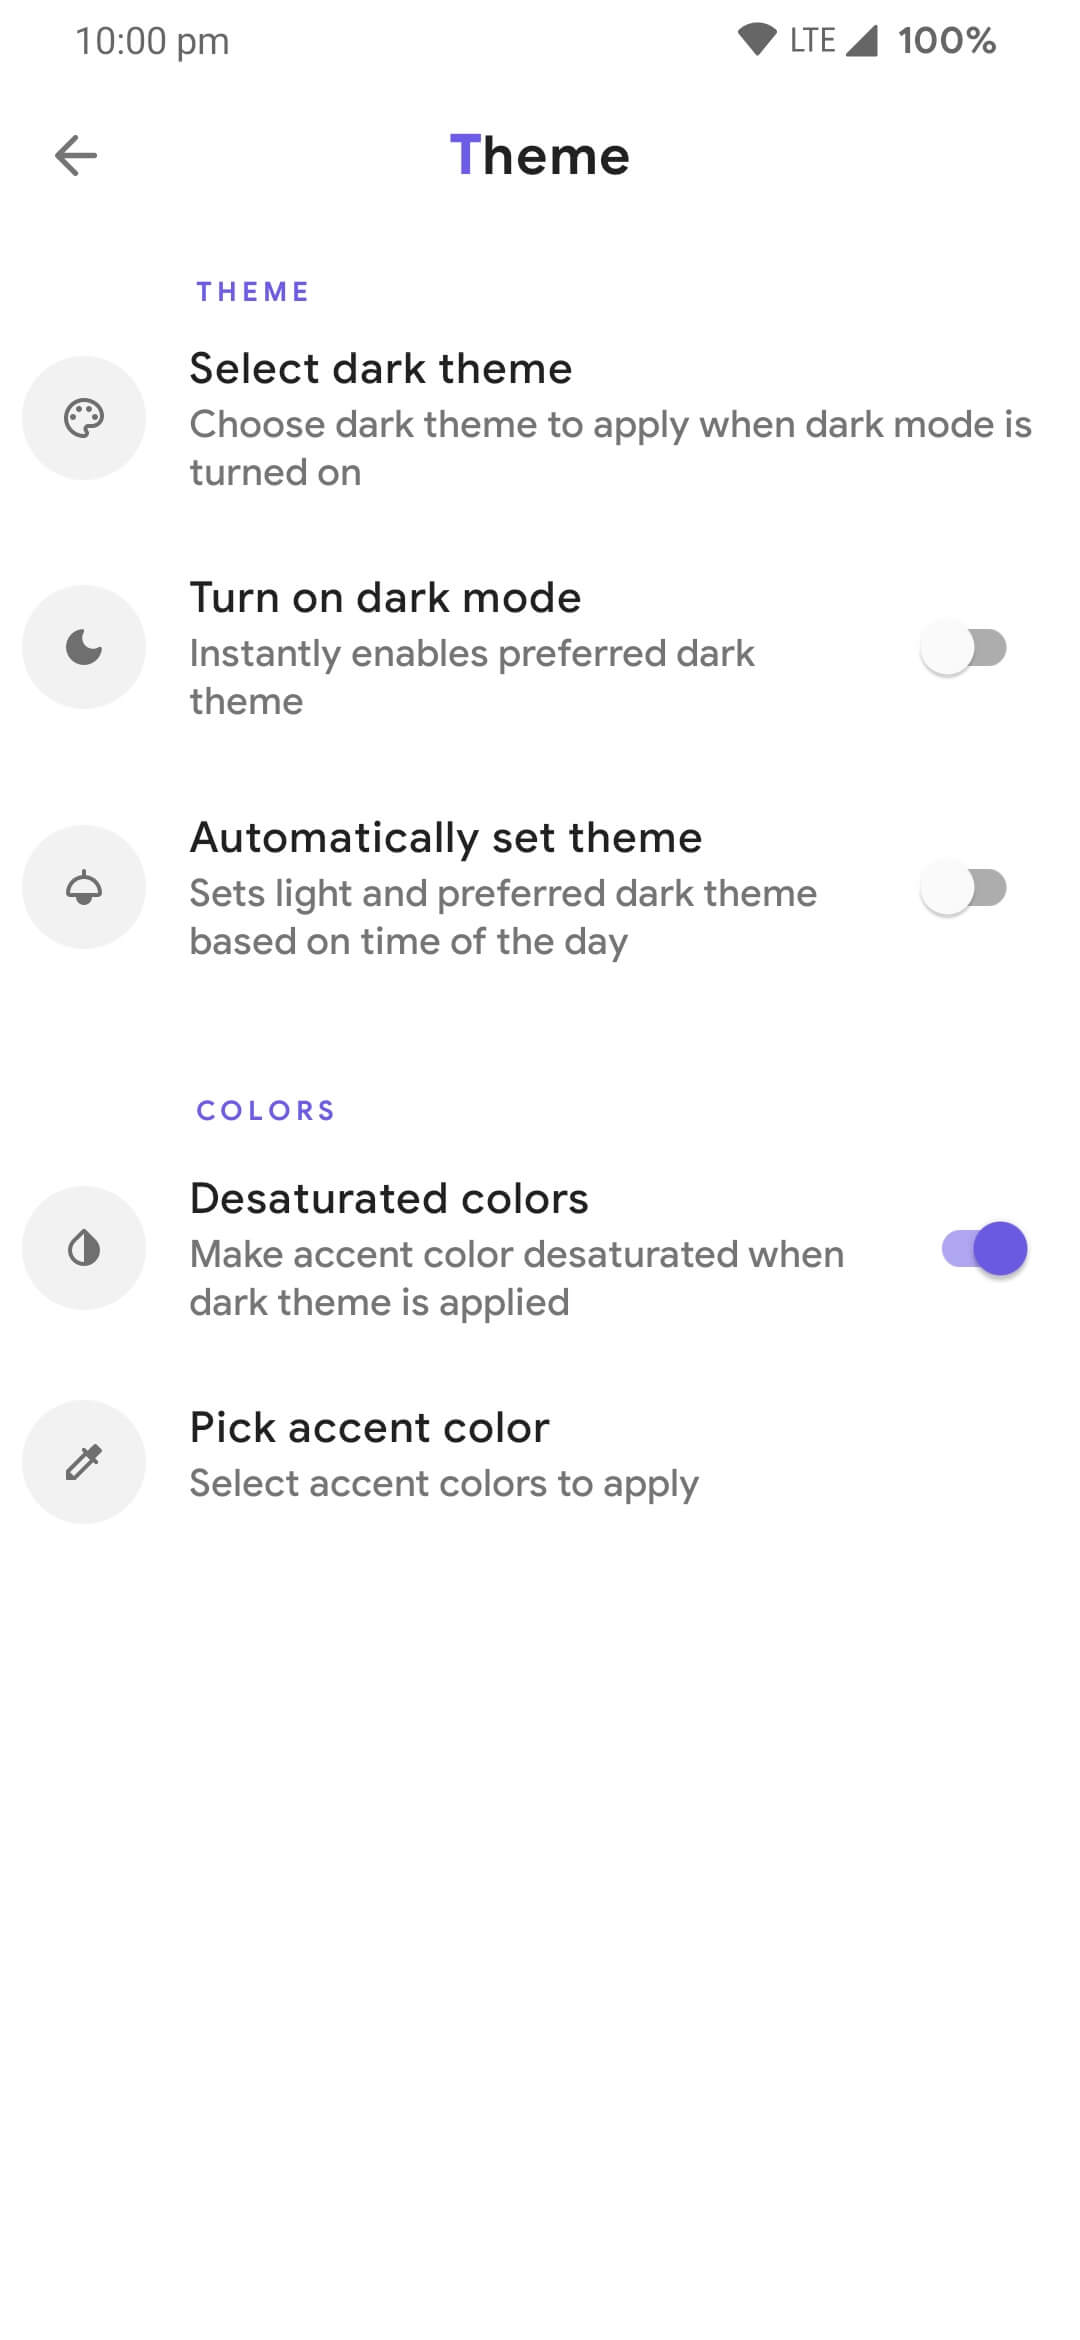 10:00 pm LTE 100%
Theme
THEME
Select dark theme
Choose dark theme to apply when dark mode is
turned on
Turn on dark mode
Instantly enables preferred dark
theme
Automatically set theme
Sets light and preferred dark theme
based on time of the day
COLORS
Desaturated colors
Make accent color desaturated when
dark theme is applied
Pick accent color
Select accent colors to apply